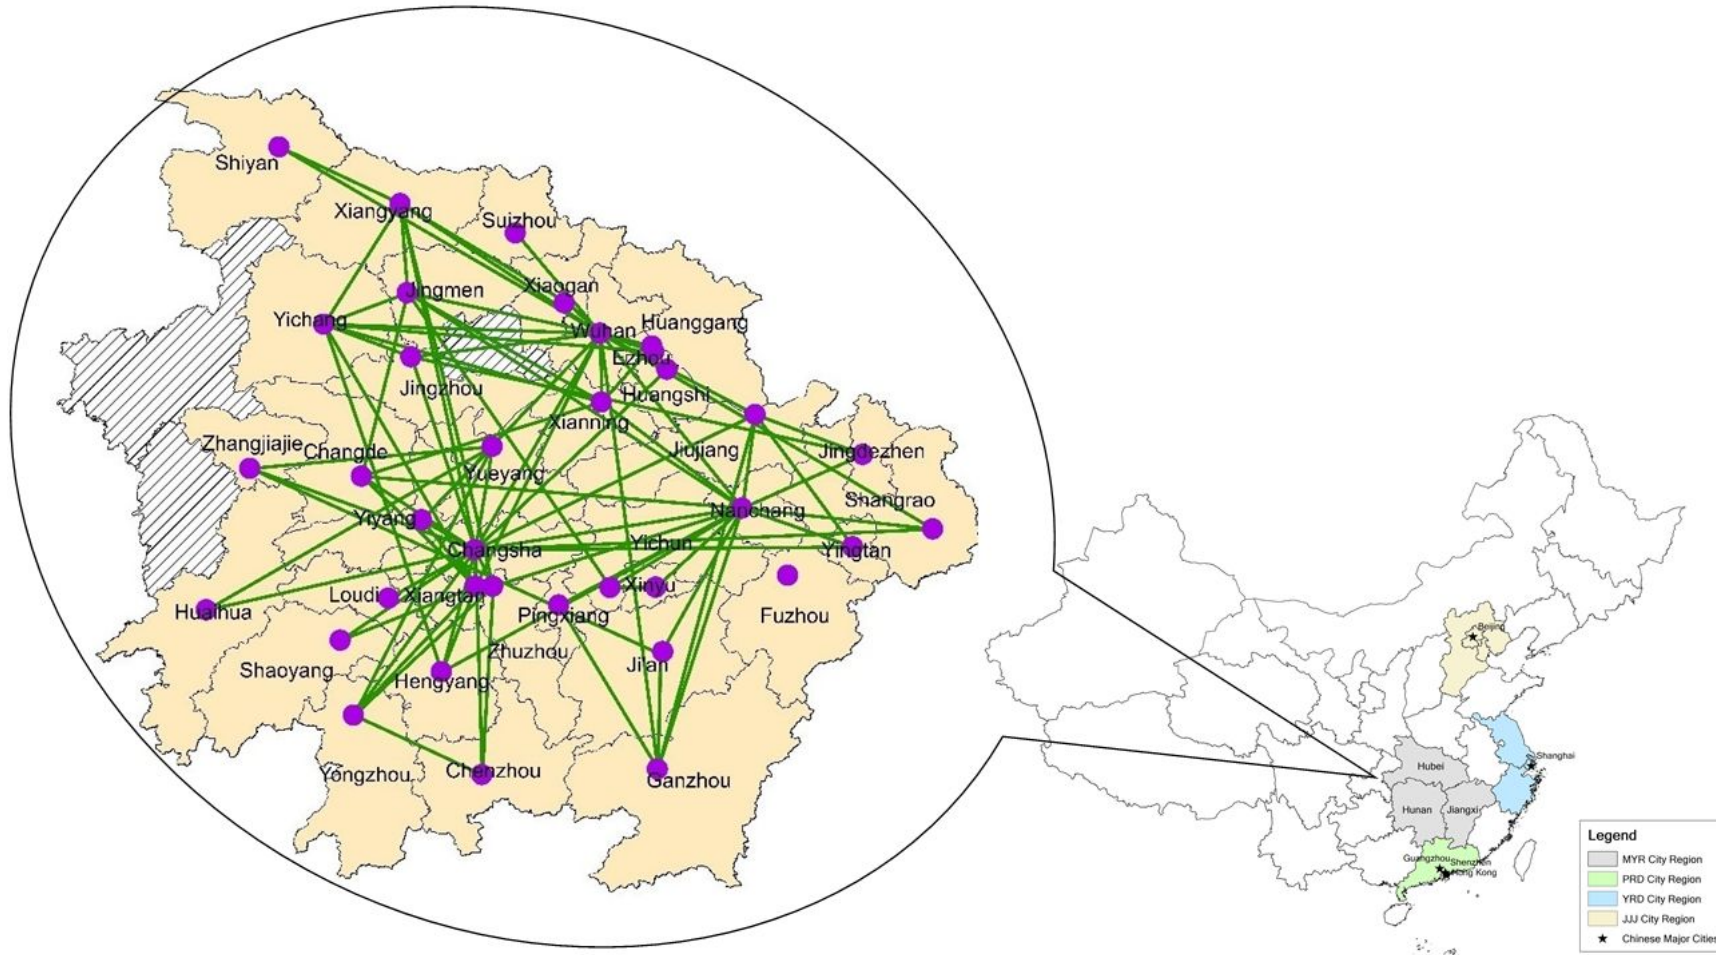 Shiyan
Xiangyang
Suizhou
Jingmen
Xiaogan
Yichang
Wuhan
Huanggang
Ezhou
Jingzhou
Huangshi
Xianning
Zhangjiajie
Changde
Jiujiang
Jingdezhen
Yueyang
Shangrao
Nanchang
Yiyang
Changsha
Yichun
Yingtan
Huaihua
Loudi
Xiangtan
Xinyu
Pingxiang
Fuzhou
Zhuzhou
Shaoyang
Hengyang
Ji'an
Yongzhou
Chenzhou
Ganzhou
Beijing
Shanghai
Hubei
Hunan
Jiangxi
Guangzhou
Shenzhen
Hong Kong
Legend
MYR City Region
PRD City Region
YRD City Region
JJJ City Region
Chinese Major Cities